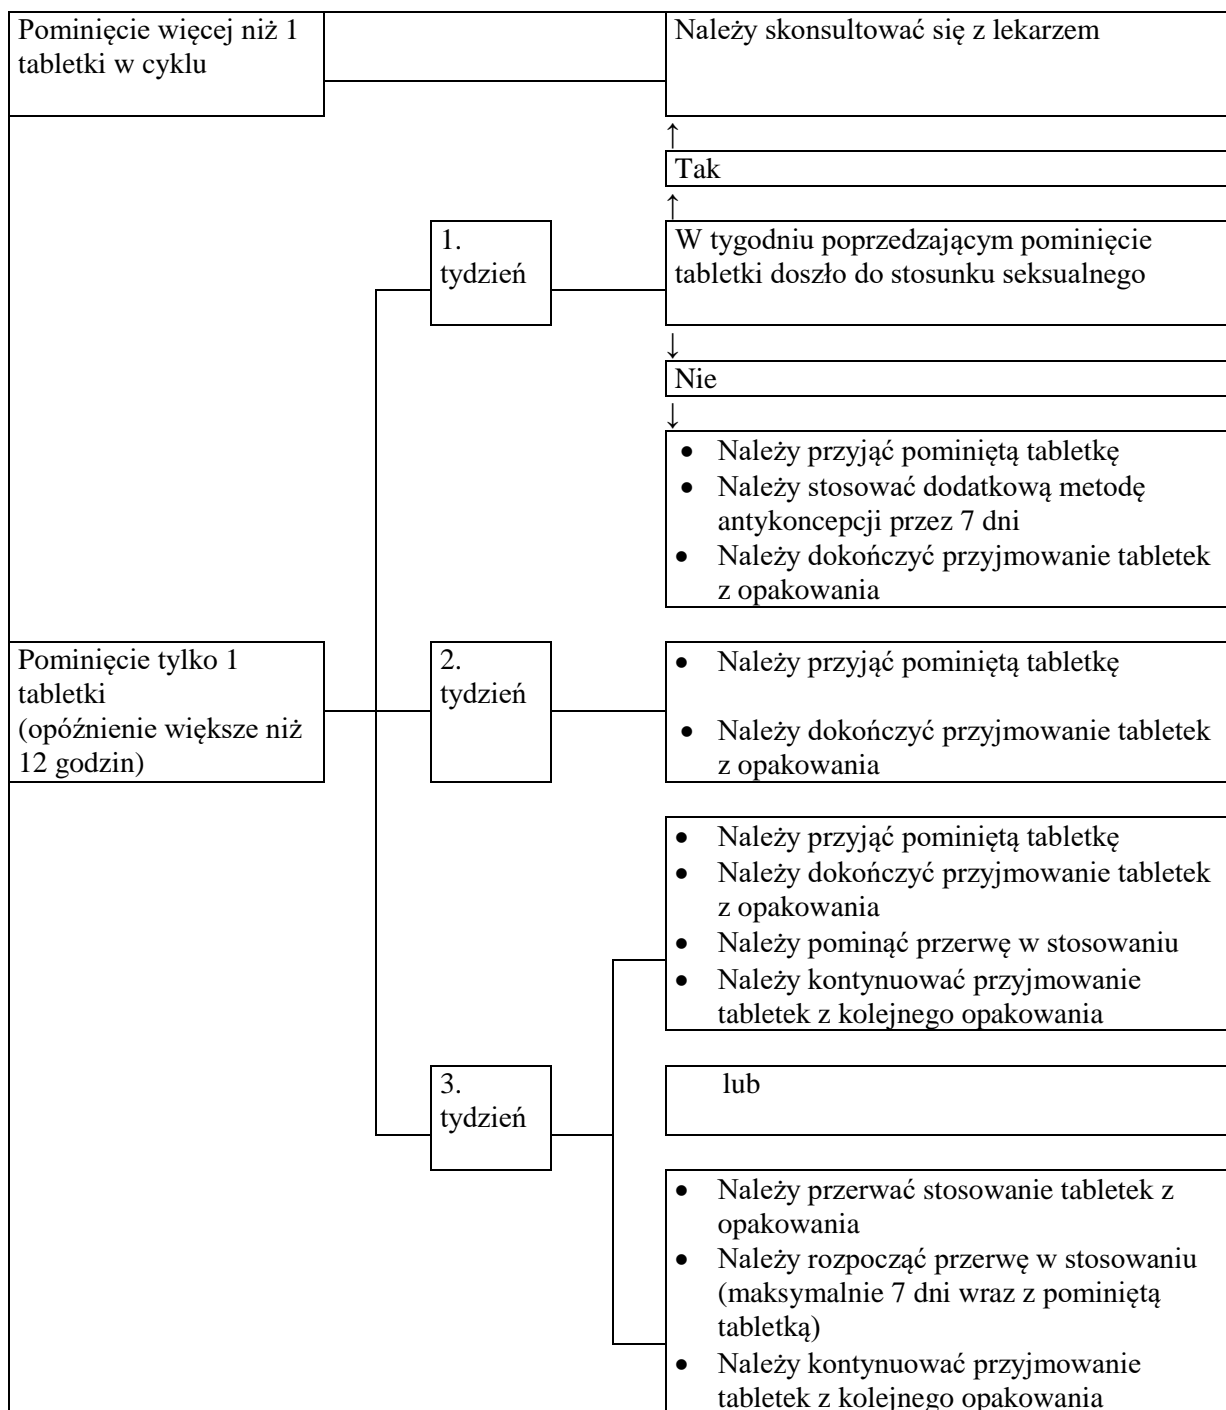 Pominięcie więcej niż 1
tabletki w cyklu
Należy skonsultować się z lekarzem
↑
Tak
↑
1.
tydzień
W tygodniu poprzedzającym pominięcie
tabletki doszło do stosunku seksualnego
↓
Nie
↓
• Należy przyjąć pominiętą tabletkę
• Należy stosować dodatkową metodę
antykoncepcji przez 7 dni
• Należy dokończyć przyjmowanie tabletek
z opakowania
Pominięcie tylko 1
tabletki
(opóźnienie większe niż
12 godzin)
2.
tydzień
• Należy przyjąć pominiętą tabletkę
• Należy dokończyć przyjmowanie tabletek
z opakowania
• Należy przyjąć pominiętą tabletkę
• Należy dokończyć przyjmowanie tabletek
z opakowania
• Należy pominąć przerwę w stosowaniu
• Należy kontynuować przyjmowanie
tabletek z kolejnego opakowania
3.
tydzień
lub
• Należy przerwać stosowanie tabletek z
opakowania
• Należy rozpocząć przerwę w stosowaniu
(maksymalnie 7 dni wraz z pominiętą
tabletką)
• Należy kontynuować przyjmowanie
tabletek z kolejnego opakowania